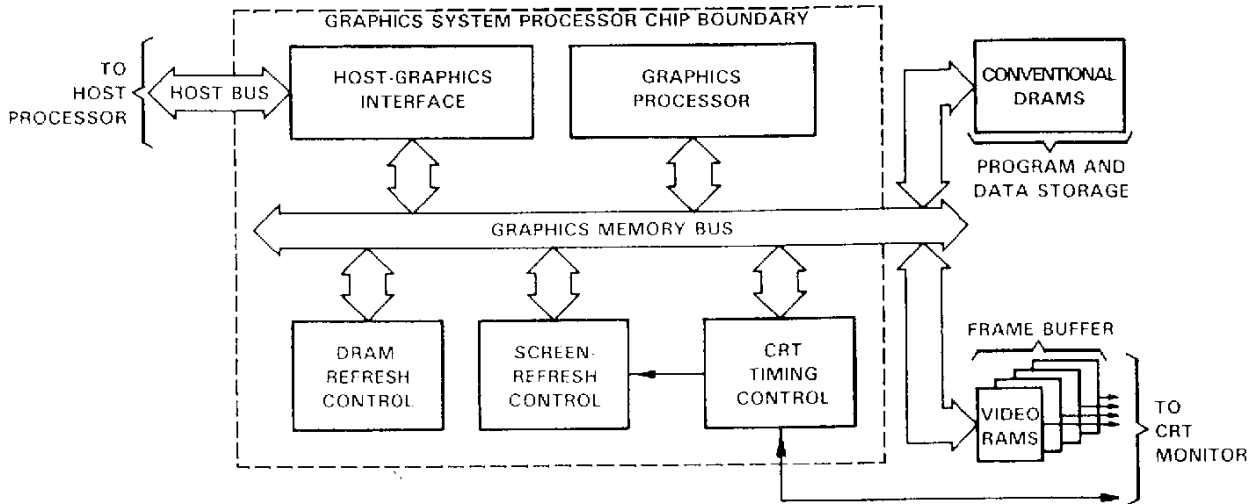 GRAPHICS SYSTEM PROCESSOR CHIP BOUNDARY
TO
HOST
PROCESSOR
HOST BUS
HOST-GRAPHICS
INTERFACE
GRAPHICS
PROCESSOR
CONVENTIONAL
DRAMS
PROGRAM AND
DATA STORAGE
GRAPHICS MEMORY BUS
DRAM
REFRESH
CONTROL
SCREEN-
REFRESH
CONTROL
CRT
TIMING
CONTROL
FRAME BUFFER
VIDEO
RAMS
TO
CRT
MONITOR